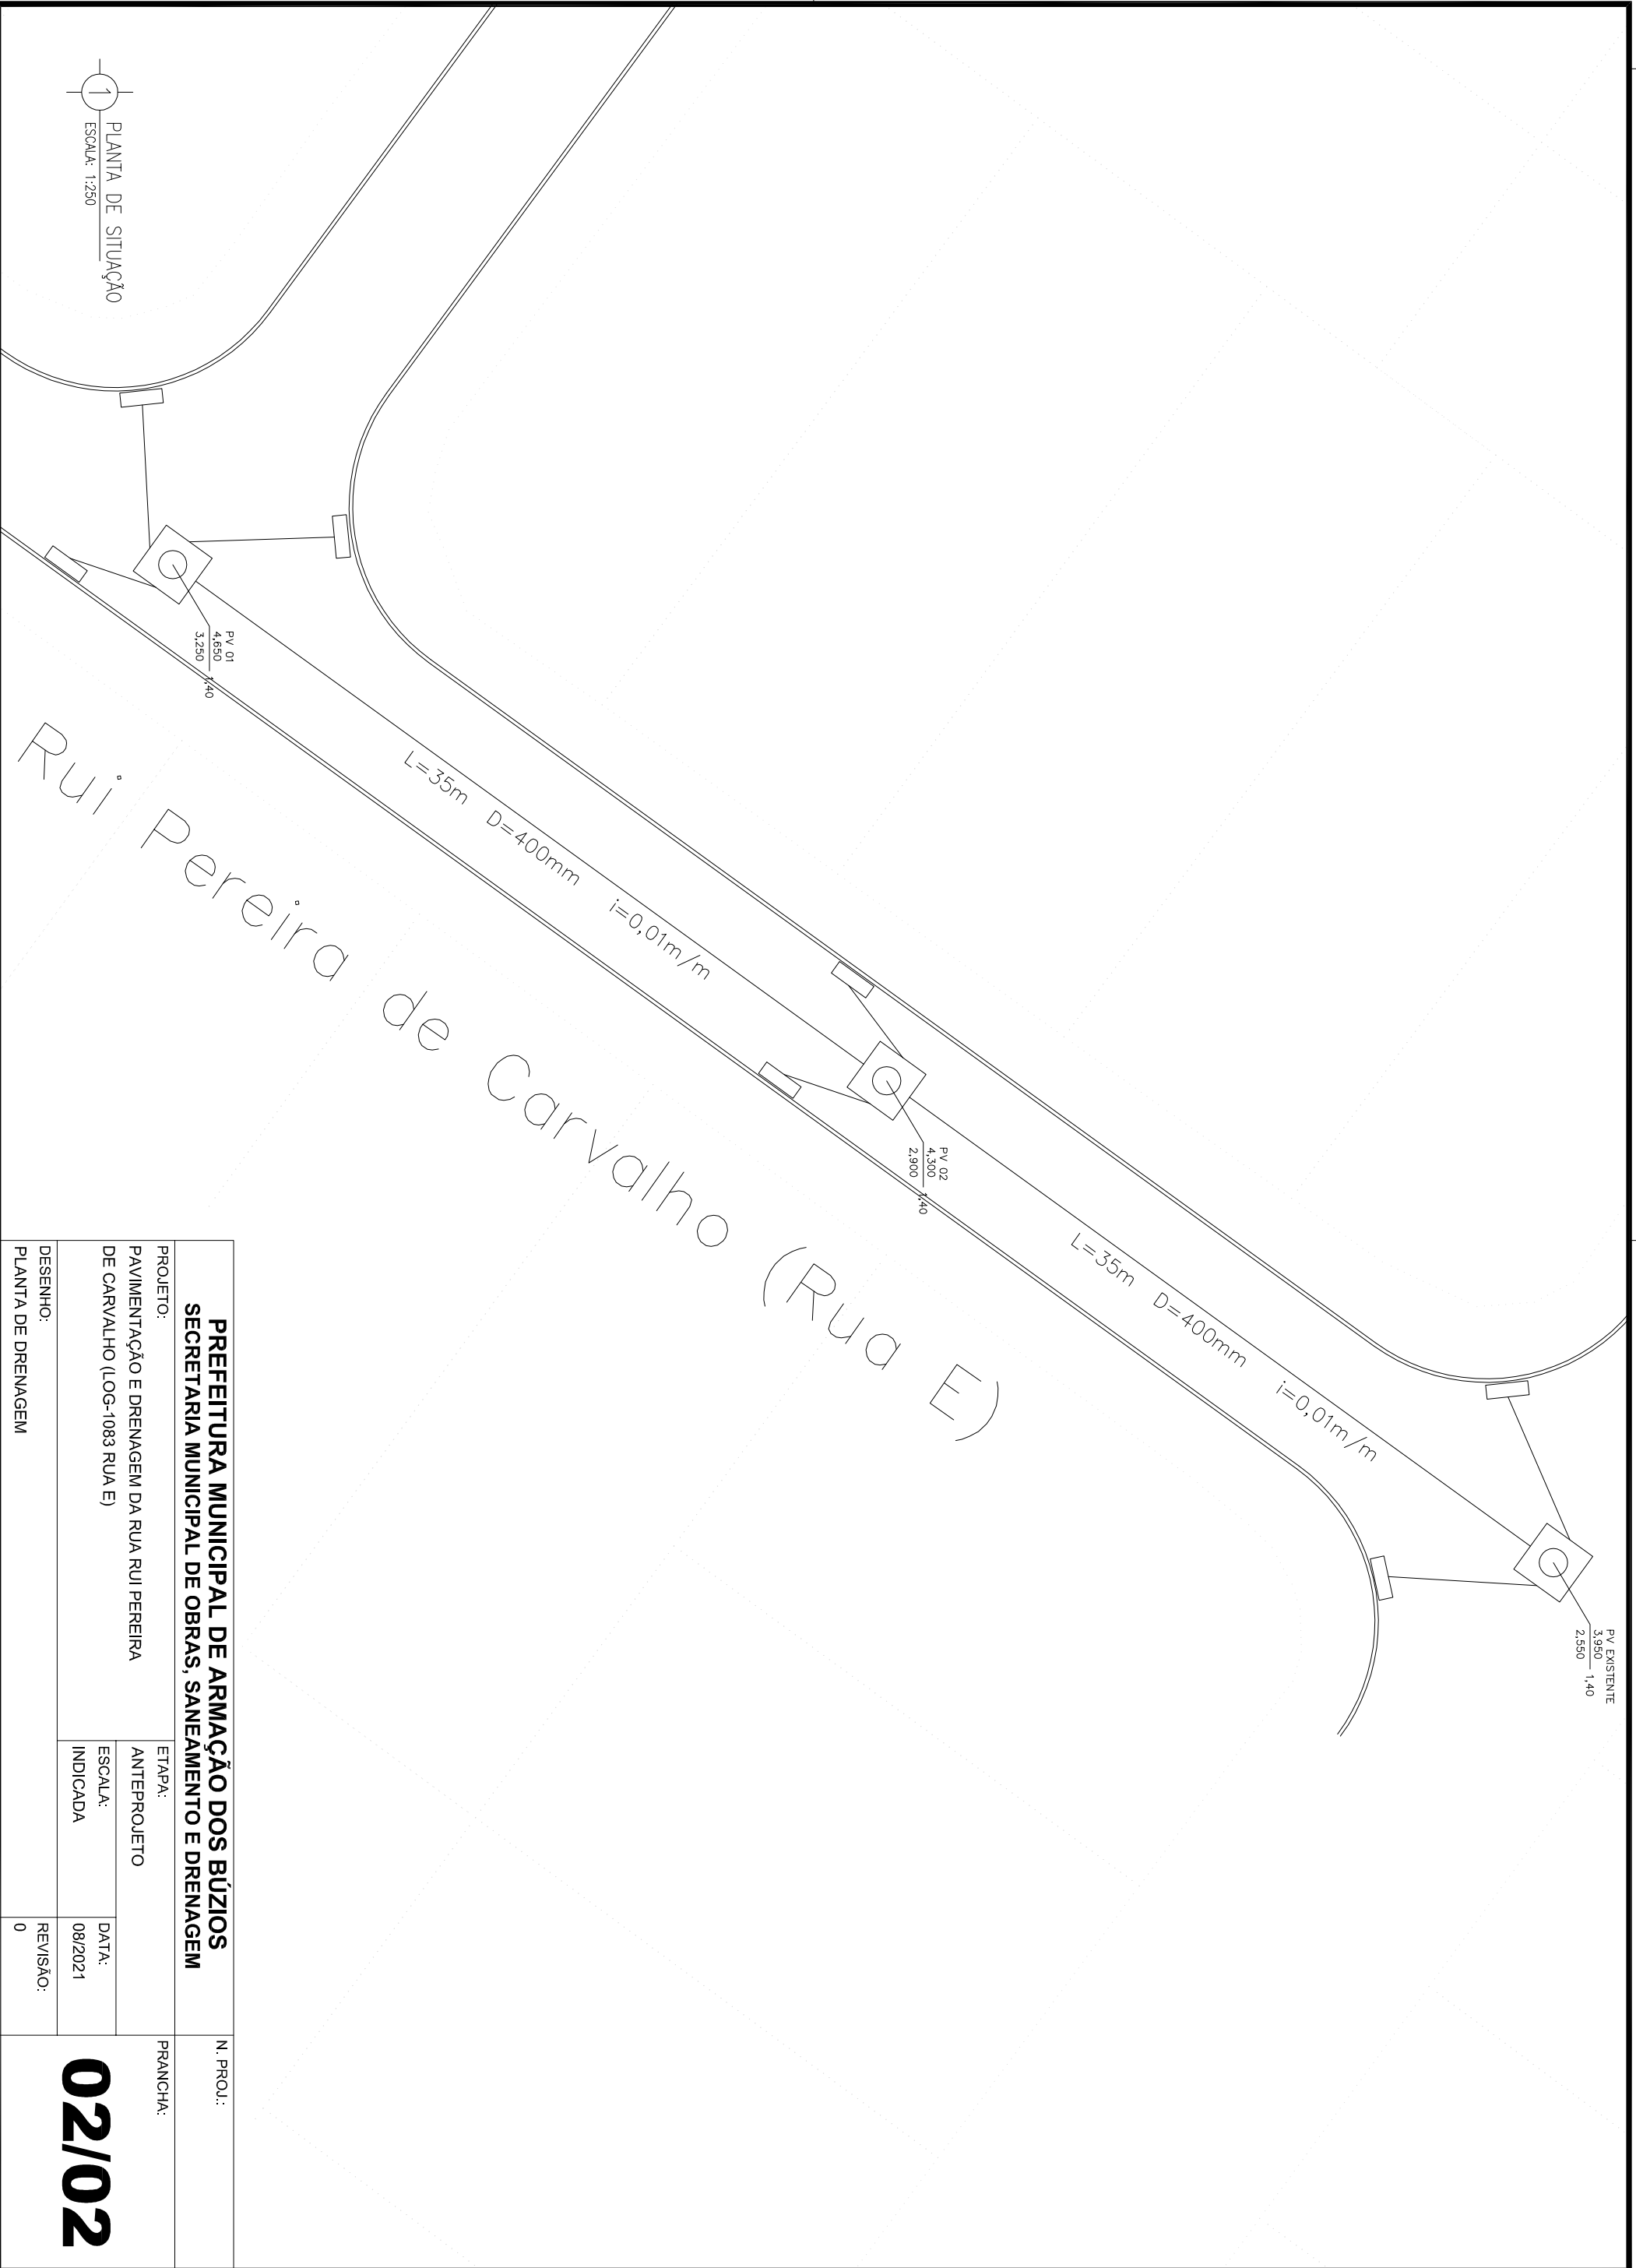 PV EXISTENTE
3,950
2,550
1,40
L=35m D=400mm i=0,01m/m
PV 02
4,300
2,900
1,40
L=35m D=400mm i=0,01m/m
PV 01
4,650
3,250
1,40
Rui Pereira de Carvalho (Rua E)
1
PLANTA DE SITUAÇÃO
ESCALA: 1:250
PREFEITURA MUNICIPAL DE ARMAÇÃO DOS BÚZIOS
SECRETARIA MUNICIPAL DE OBRAS, SANEAMENTO E DRENAGEM
N. PROJ.:
PROJETO:
PAVIMENTAÇÃO E DRENAGEM DA RUA RUI PEREIRA
DE CARVALHO (LOG-1083 RUA E)
ETAPA:
ANTEPROJETO
ESCALA:
INDICADA
DATA:
08/2021
PRANCHA:
02/02
DESENHO:
PLANTA DE DRENAGEM
REVISÃO:
0